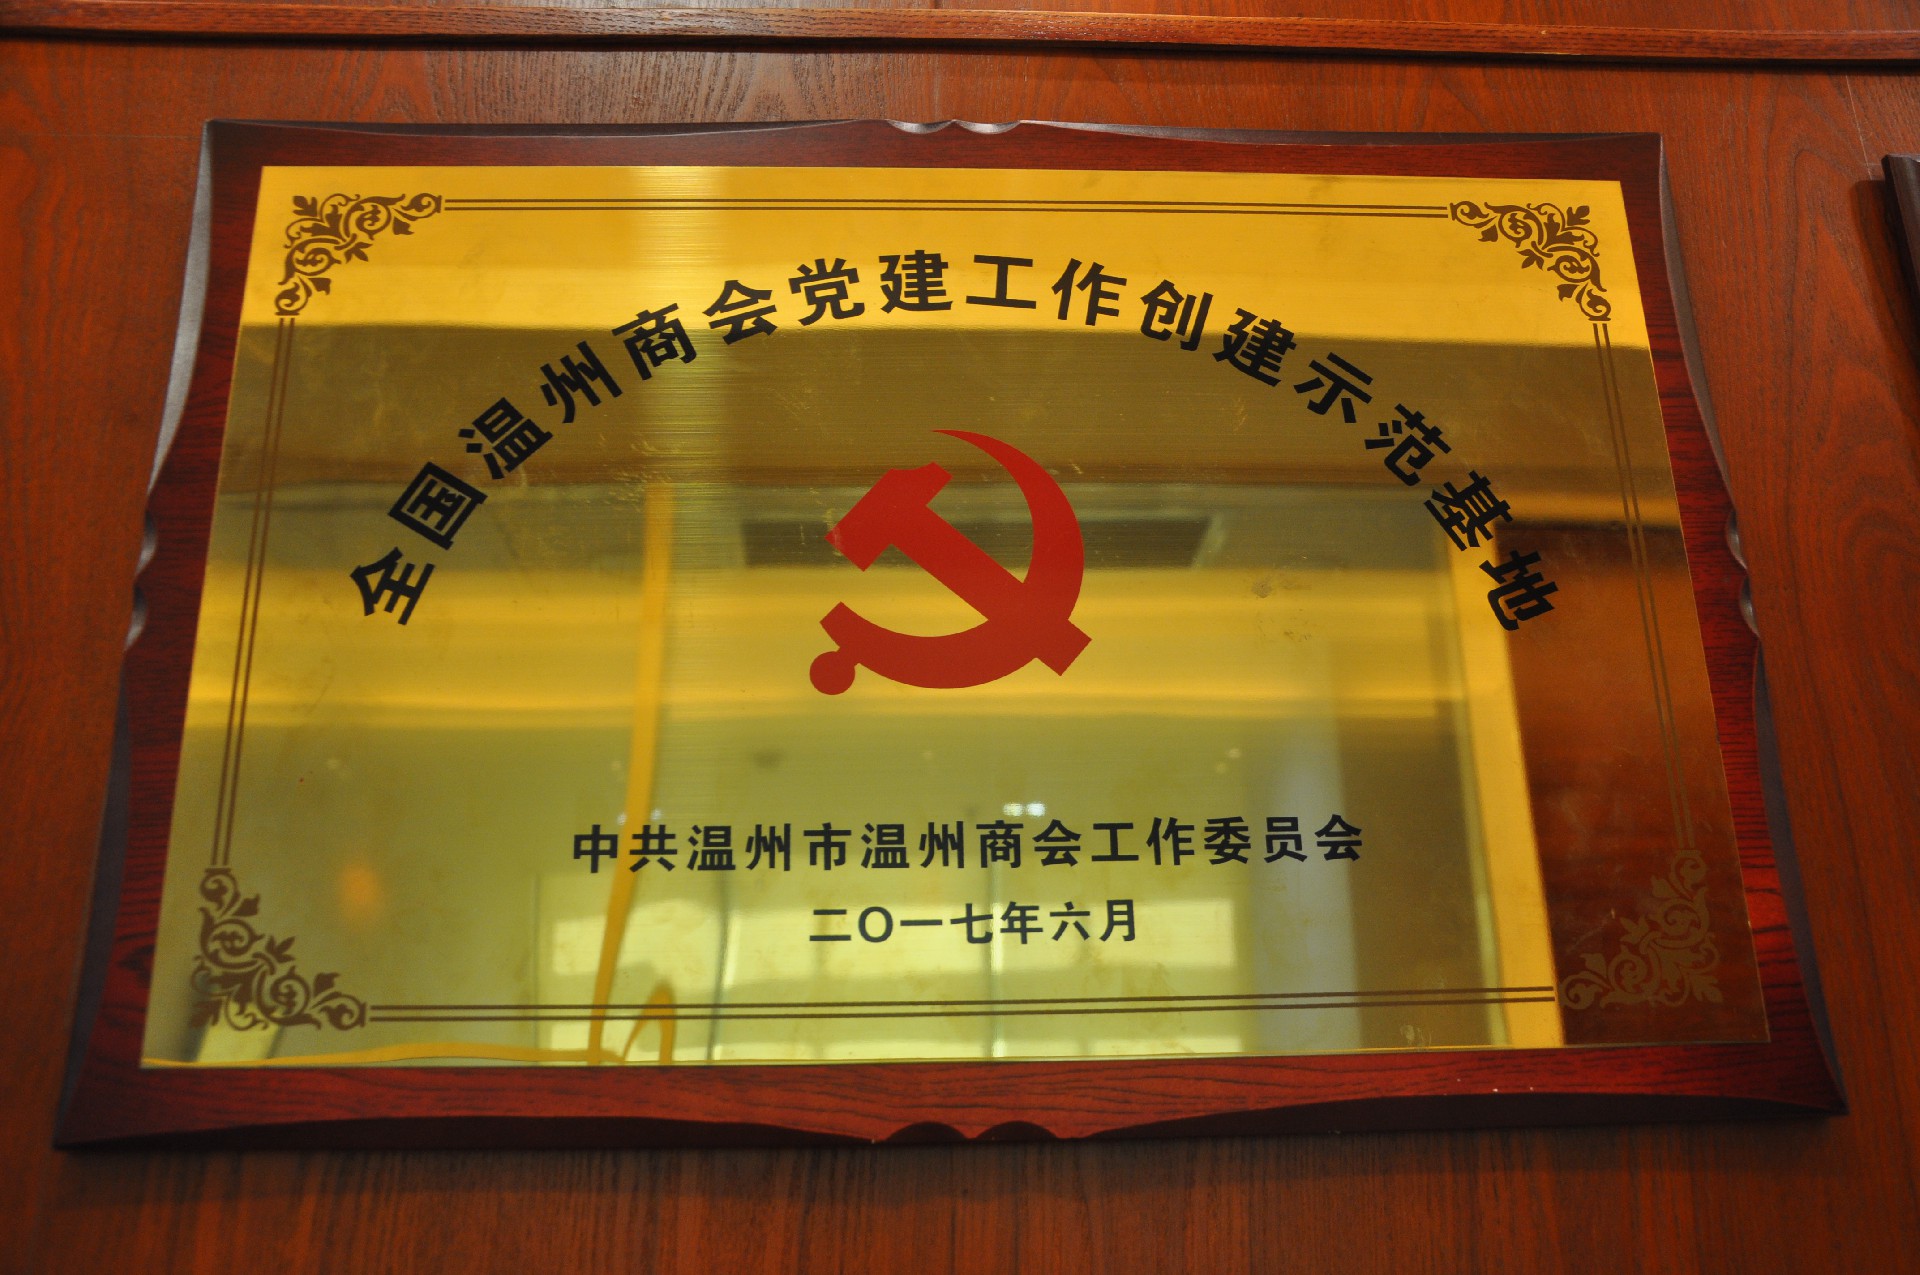 全国温州商会党建工作创建示范基地
中共温州市温州商会工作委员会
二〇一七年六月